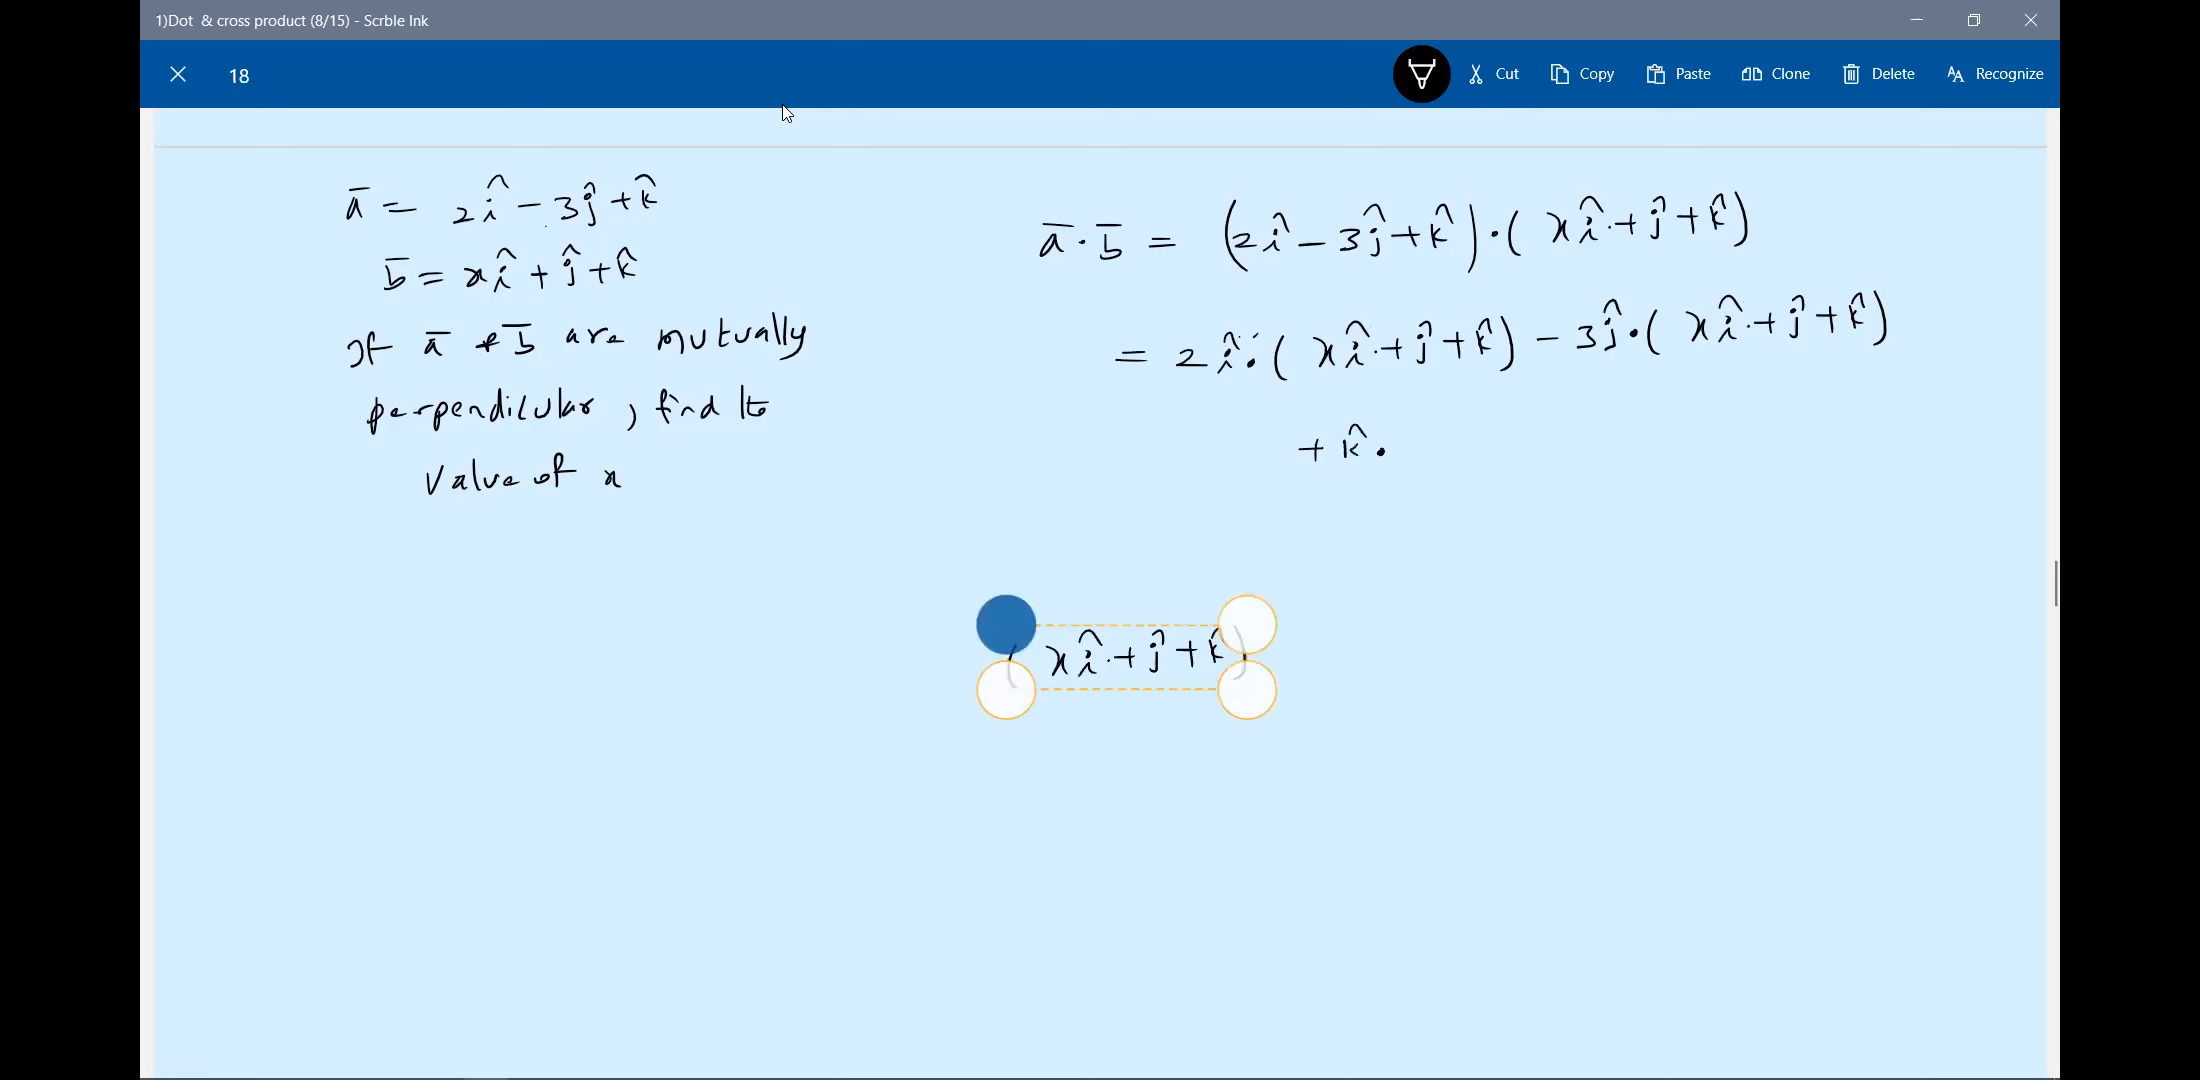 1)Dot & cross product (8/15) - Scrble Ink
18
Cut Copy Paste Clone Delete Recognize
a̅ = 2î - 3ĵ + k̂
b̅ = xî + ĵ + k̂
If a̅ & b̅ are mutually
perpendicular, find the
value of x
a̅ · b̅ = (2î - 3ĵ + k̂) · ( xî + ĵ + k̂)
= 2î · ( xî + ĵ + k̂) - 3ĵ · ( xî + ĵ + k̂)
+ k̂ ·
( xî + ĵ + k̂)